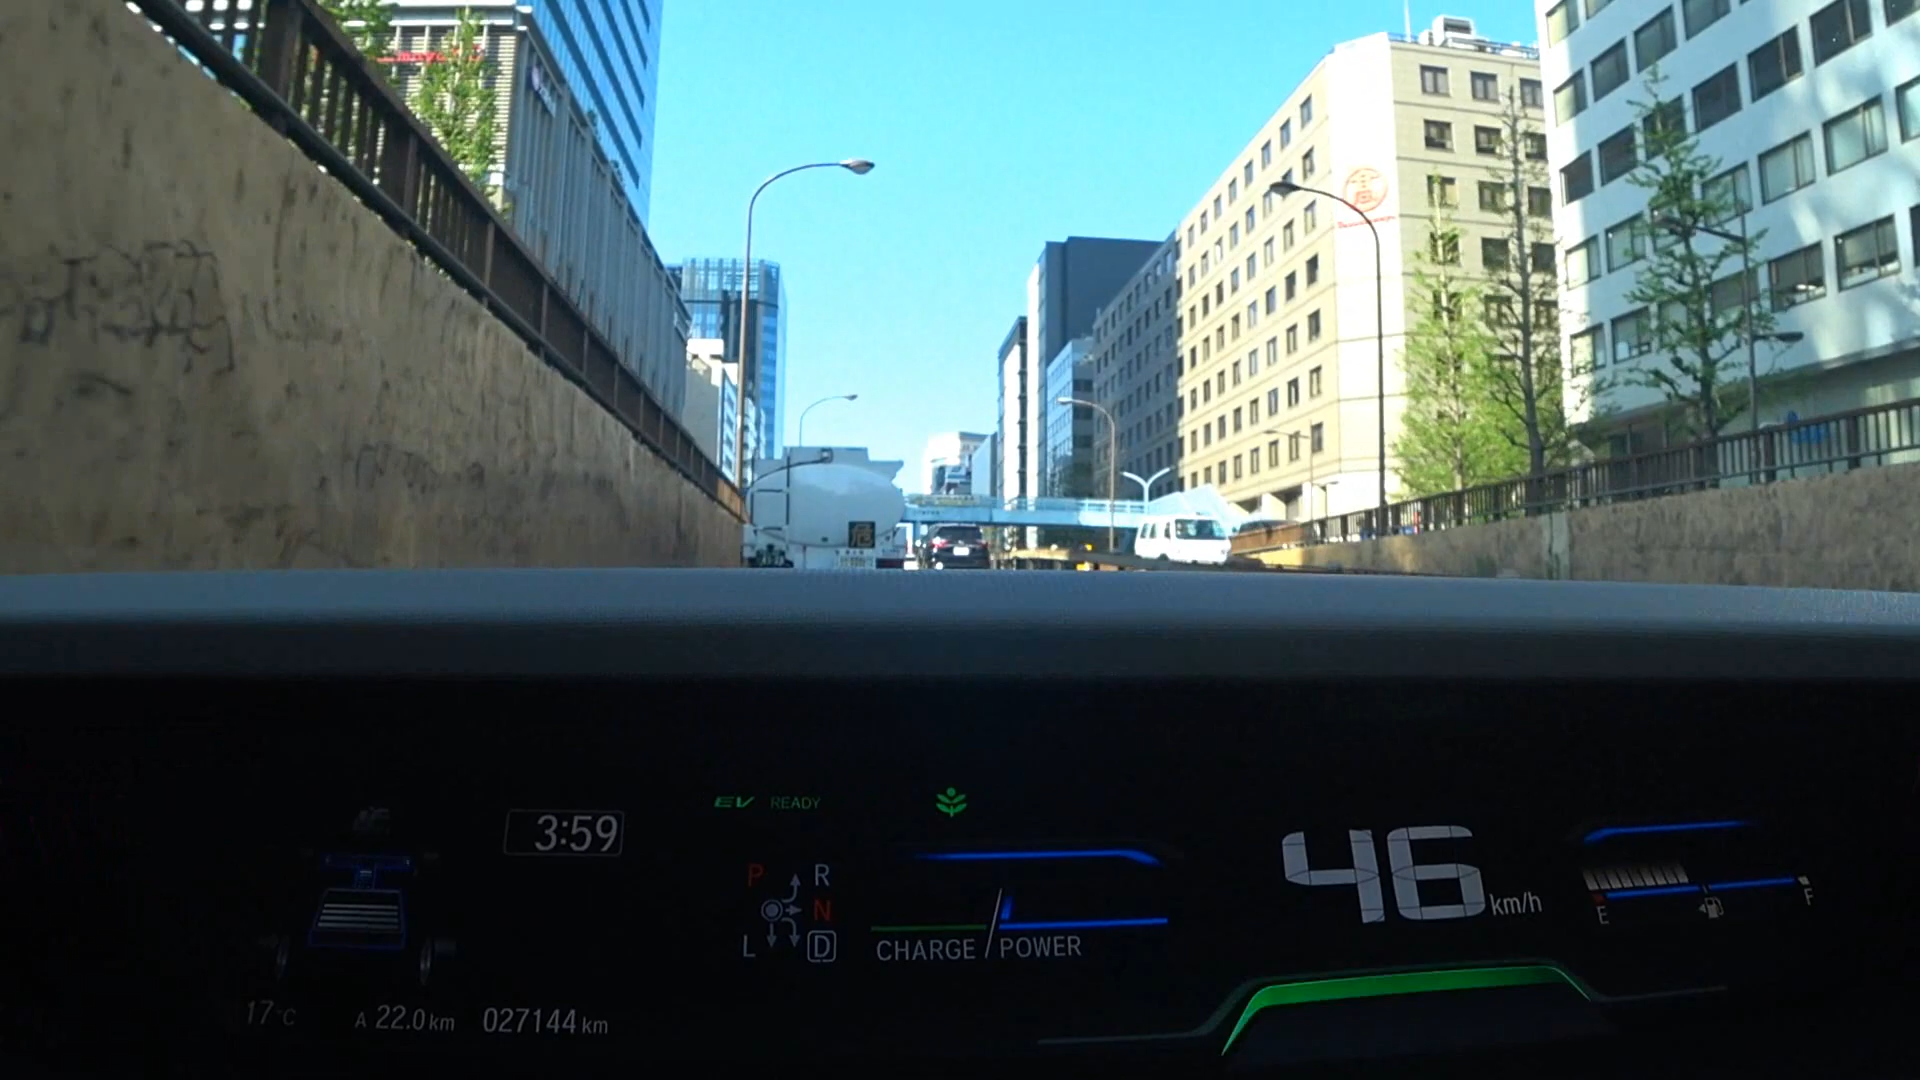 危
3:59
EV READY
P R
N
L D
CHARGE POWER
46 km/h
E F
17°C
A 22.0 km
027144 km